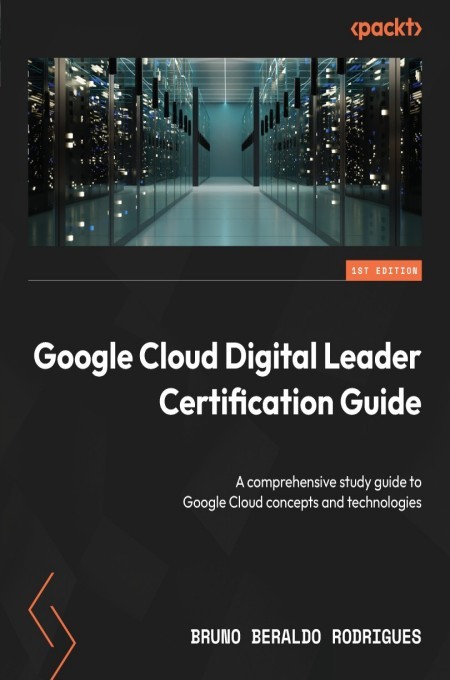 <packt>
1ST EDITION
Google Cloud Digital Leader
Certification Guide
A comprehensive study guide to
Google Cloud concepts and technologies
BRUNO BERALDO RODRIGUES